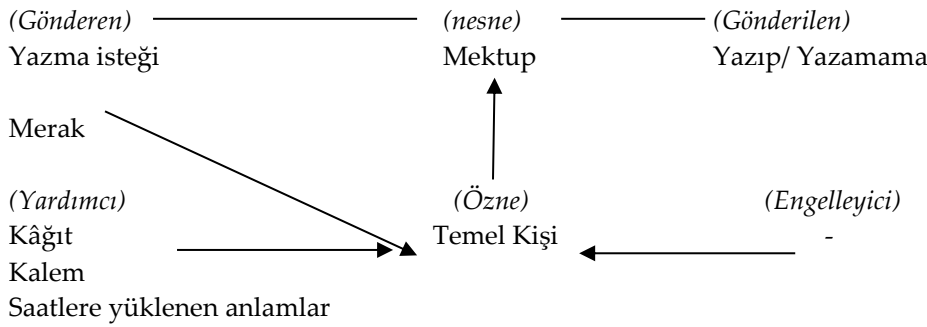 (Gönderen) (nesne) (Gönderilen)
Yazma isteği Mektup Yazıp/ Yazamama
Merak
(Yardımcı) (Özne) (Engelleyici)
Kâğıt Temel Kişi -
Kalem
Saatlere yüklenen anlamlar